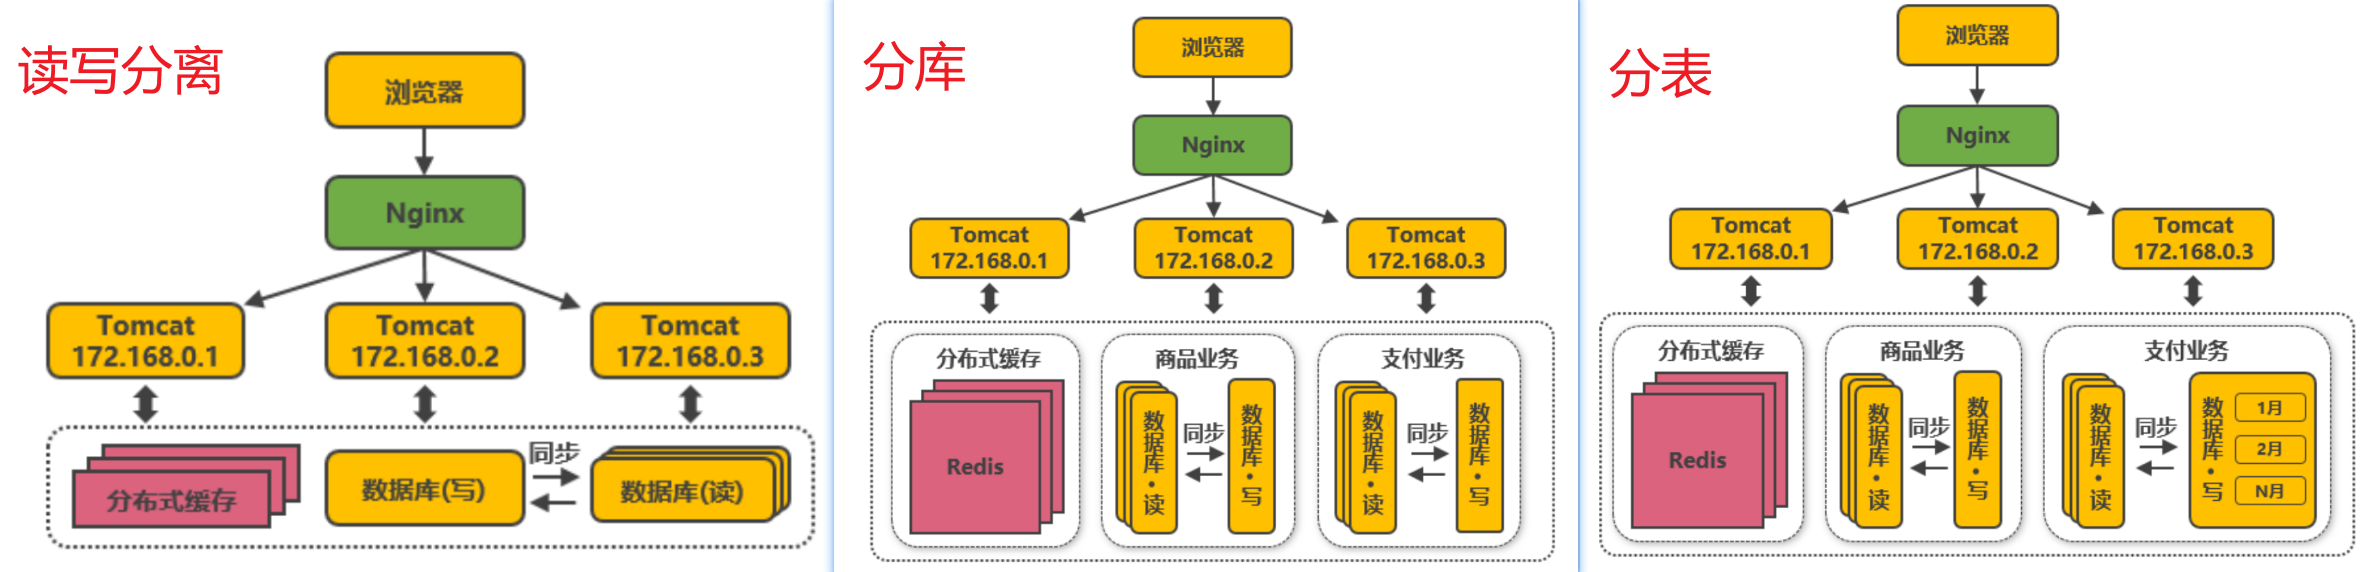 读写分离
浏览器
Nginx
Tomcat
172.168.0.1
Tomcat
172.168.0.2
Tomcat
172.168.0.3
分布式缓存
数据库(写)
同步
数据库(读)
分库
浏览器
Nginx
Tomcat
172.168.0.1
Tomcat
172.168.0.2
Tomcat
172.168.0.3
分布式缓存
Redis
商品业务
数据库·读
同步
数据库·写
支付业务
数据库·读
同步
数据库·写
分表
浏览器
Nginx
Tomcat
172.168.0.1
Tomcat
172.168.0.2
Tomcat
172.168.0.3
分布式缓存
Redis
商品业务
数据库·读
同步
数据库·写
支付业务
数据库·读
同步
数据库·写
1月
2月
N月